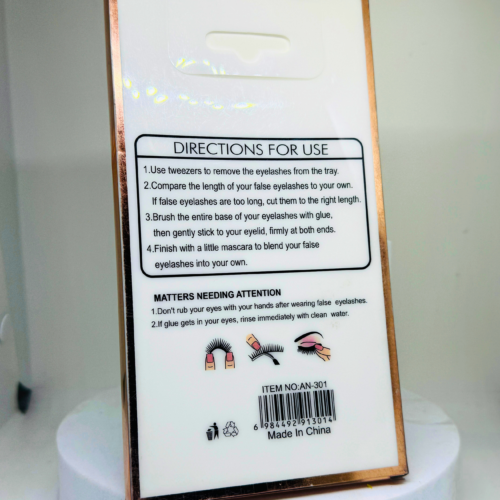 DIRECTIONS FOR USE
1.Use tweezers to remove the eyelashes from the tray.
2.Compare the length of your false eyelashes to your own.
If false eyelashes are too long, cut them to the right length.
3.Brush the entire base of your eyelashes with glue,
then gently stick to your eyelid, firmly at both ends.
4.Finish with a little mascara to blend your false
eyelashes into your own.
MATTERS NEEDING ATTENTION
1.Don't rub your eyes with your hands after wearing false eyelashes.
2.If glue gets in your eyes, rinse immediately with clean water.
ITEM NO:AN-301
6 984492 913014
Made In China